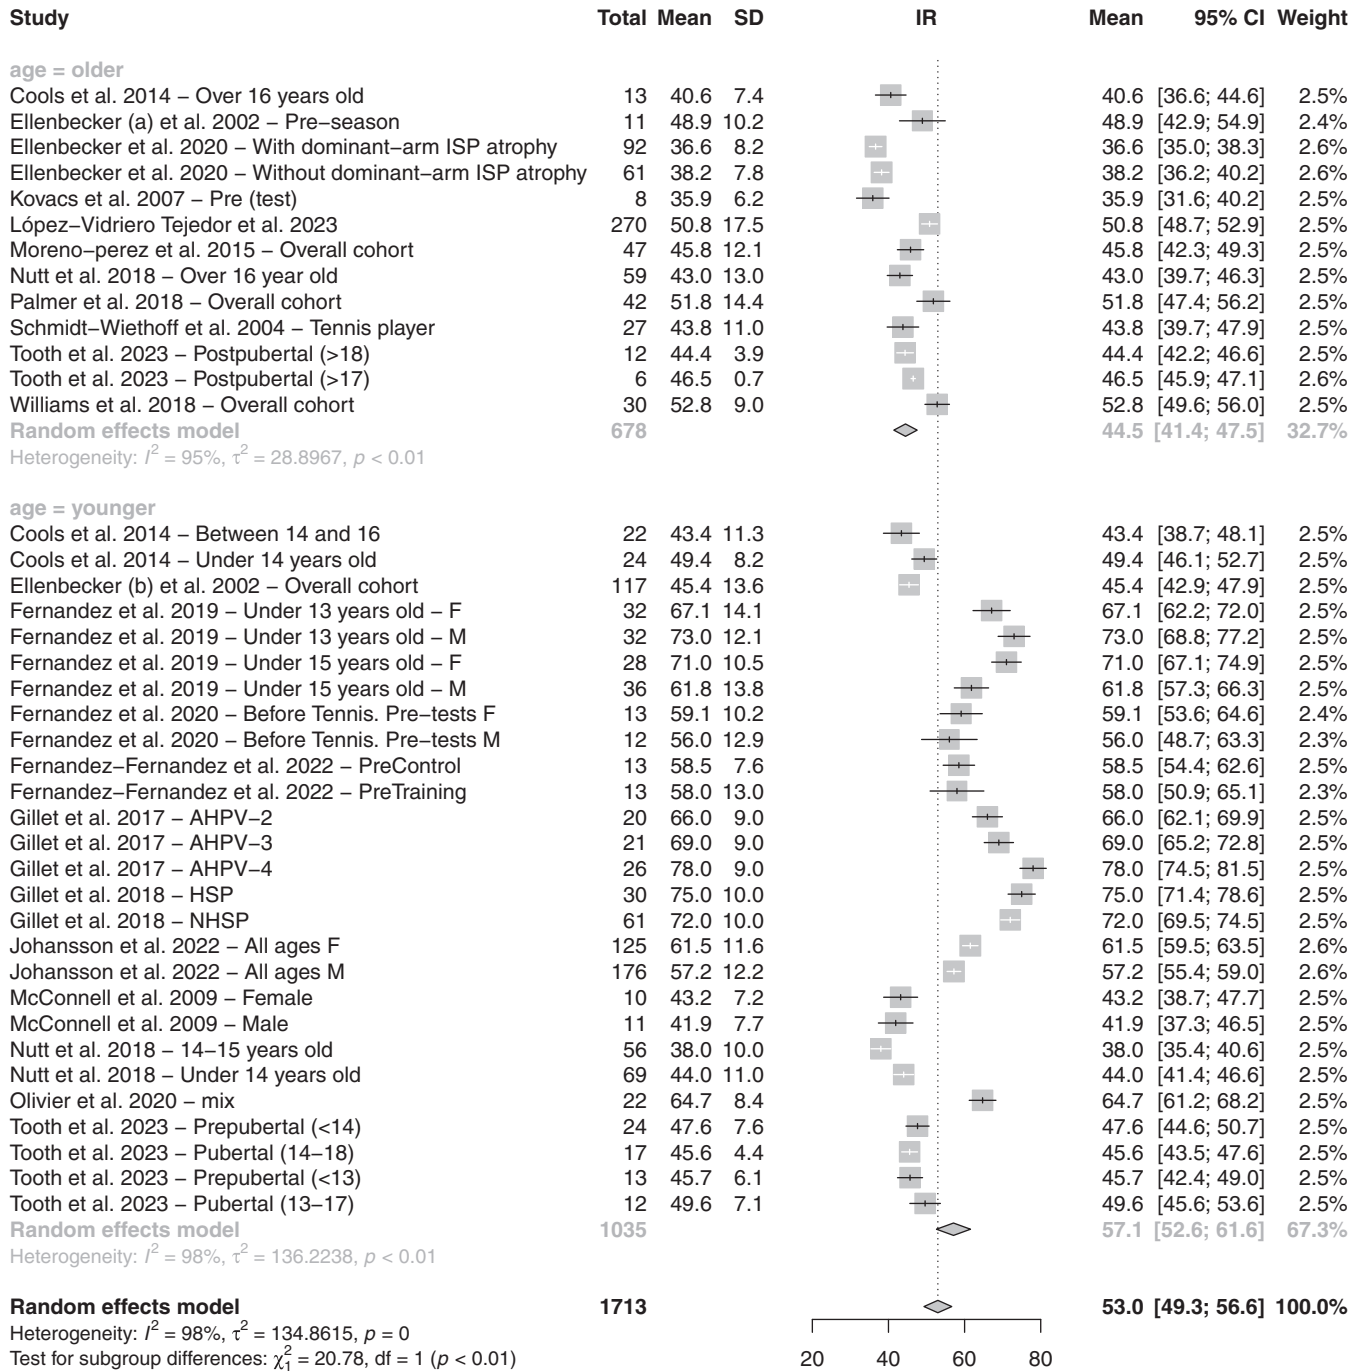 Study Total Mean SD IR Mean 95% CI Weight
age = older
Cools et al. 2014 – Over 16 years old 13 40.6 7.4 40.6 [36.6; 44.6] 2.5%
Ellenbecker (a) et al. 2002 – Pre–season 11 48.9 10.2 48.9 [42.9; 54.9] 2.4%
Ellenbecker et al. 2020 – With dominant–arm ISP atrophy 92 36.6 8.2 36.6 [35.0; 38.3] 2.6%
Ellenbecker et al. 2020 – Without dominant–arm ISP atrophy 61 38.2 7.8 38.2 [36.2; 40.2] 2.6%
Kovacs et al. 2007 – Pre (test) 8 35.9 6.2 35.9 [31.6; 40.2] 2.5%
López–Vidriero Tejedor et al. 2023 270 50.8 17.5 50.8 [48.7; 52.9] 2.5%
Moreno–perez et al. 2015 – Overall cohort 47 45.8 12.1 45.8 [42.3; 49.3] 2.5%
Nutt et al. 2018 – Over 16 year old 59 43.0 13.0 43.0 [39.7; 46.3] 2.5%
Palmer et al. 2018 – Overall cohort 42 51.8 14.4 51.8 [47.4; 56.2] 2.5%
Schmidt–Wiethoff et al. 2004 – Tennis player 27 43.8 11.0 43.8 [39.7; 47.9] 2.5%
Tooth et al. 2023 – Postpubertal (>18) 12 44.4 3.9 44.4 [42.2; 46.6] 2.5%
Tooth et al. 2023 – Postpubertal (>17) 6 46.5 0.7 46.5 [45.9; 47.1] 2.6%
Williams et al. 2018 – Overall cohort 30 52.8 9.0 52.8 [49.6; 56.0] 2.5%
Random effects model 678 44.5 [41.4; 47.5] 32.7%
Heterogeneity: I² = 95%, τ² = 28.8967, p < 0.01
age = younger
Cools et al. 2014 – Between 14 and 16 22 43.4 11.3 43.4 [38.7; 48.1] 2.5%
Cools et al. 2014 – Under 14 years old 24 49.4 8.2 49.4 [46.1; 52.7] 2.5%
Ellenbecker (b) et al. 2002 – Overall cohort 117 45.4 13.6 45.4 [42.9; 47.9] 2.5%
Fernandez et al. 2019 – Under 13 years old – F 32 67.1 14.1 67.1 [62.2; 72.0] 2.5%
Fernandez et al. 2019 – Under 13 years old – M 32 73.0 12.1 73.0 [68.8; 77.2] 2.5%
Fernandez et al. 2019 – Under 15 years old – F 28 71.0 10.5 71.0 [67.1; 74.9] 2.5%
Fernandez et al. 2019 – Under 15 years old – M 36 61.8 13.8 61.8 [57.3; 66.3] 2.5%
Fernandez et al. 2020 – Before Tennis. Pre–tests F 13 59.1 10.2 59.1 [53.6; 64.6] 2.4%
Fernandez et al. 2020 – Before Tennis. Pre–tests M 12 56.0 12.9 56.0 [48.7; 63.3] 2.3%
Fernandez–Fernandez et al. 2022 – PreControl 13 58.5 7.6 58.5 [54.4; 62.6] 2.5%
Fernandez–Fernandez et al. 2022 – PreTraining 13 58.0 13.0 58.0 [50.9; 65.1] 2.3%
Gillet et al. 2017 – AHPV–2 20 66.0 9.0 66.0 [62.1; 69.9] 2.5%
Gillet et al. 2017 – AHPV–3 21 69.0 9.0 69.0 [65.2; 72.8] 2.5%
Gillet et al. 2017 – AHPV–4 26 78.0 9.0 78.0 [74.5; 81.5] 2.5%
Gillet et al. 2018 – HSP 30 75.0 10.0 75.0 [71.4; 78.6] 2.5%
Gillet et al. 2018 – NHSP 61 72.0 10.0 72.0 [69.5; 74.5] 2.5%
Johansson et al. 2022 – All ages F 125 61.5 11.6 61.5 [59.5; 63.5] 2.6%
Johansson et al. 2022 – All ages M 176 57.2 12.2 57.2 [55.4; 59.0] 2.6%
McConnell et al. 2009 – Female 10 43.2 7.2 43.2 [38.7; 47.7] 2.5%
McConnell et al. 2009 – Male 11 41.9 7.7 41.9 [37.3; 46.5] 2.5%
Nutt et al. 2018 – 14–15 years old 56 38.0 10.0 38.0 [35.4; 40.6] 2.5%
Nutt et al. 2018 – Under 14 years old 69 44.0 11.0 44.0 [41.4; 46.6] 2.5%
Olivier et al. 2020 – mix 22 64.7 8.4 64.7 [61.2; 68.2] 2.5%
Tooth et al. 2023 – Prepubertal (<14) 24 47.6 7.6 47.6 [44.6; 50.7] 2.5%
Tooth et al. 2023 – Pubertal (14–18) 17 45.6 4.4 45.6 [43.5; 47.6] 2.5%
Tooth et al. 2023 – Prepubertal (<13) 13 45.7 6.1 45.7 [42.4; 49.0] 2.5%
Tooth et al. 2023 – Pubertal (13–17) 12 49.6 7.1 49.6 [45.6; 53.6] 2.5%
Random effects model 1035 57.1 [52.6; 61.6] 67.3%
Heterogeneity: I² = 98%, τ² = 136.2238, p < 0.01
Random effects model 1713 53.0 [49.3; 56.6] 100.0%
Heterogeneity: I² = 98%, τ² = 134.8615, p = 0
Test for subgroup differences: χ²₁ = 20.78, df = 1 (p < 0.01)
20 40 60 80